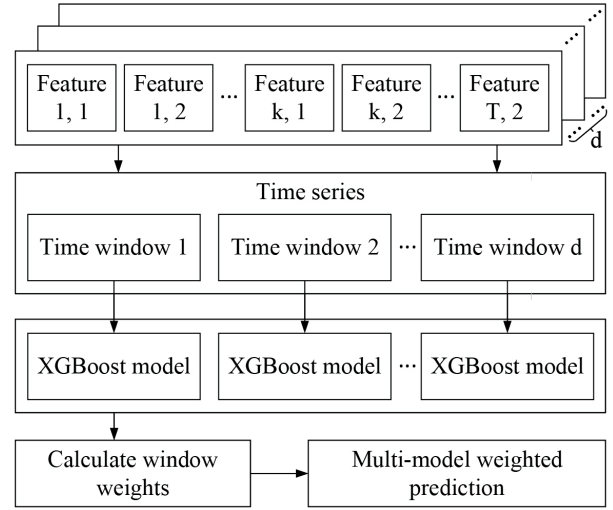 Feature Feature ... Feature Feature ... Feature
1, 1 1, 2 k, 1 k, 2 T, 2
d
Time series
Time window 1 Time window 2 ... Time window d
XGBoost model XGBoost model ... XGBoost model
Calculate window weights
Multi-model weighted prediction